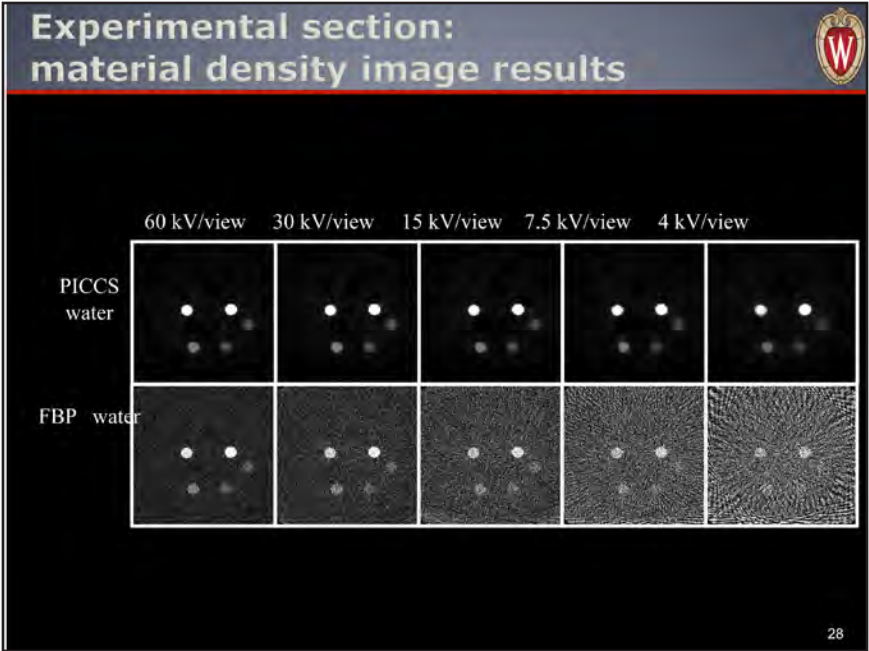 Experimental section:
material density image results
W
60 kV/view 30 kV/view 15 kV/view 7.5 kV/view 4 kV/view
PICCS
water
FBP water
28